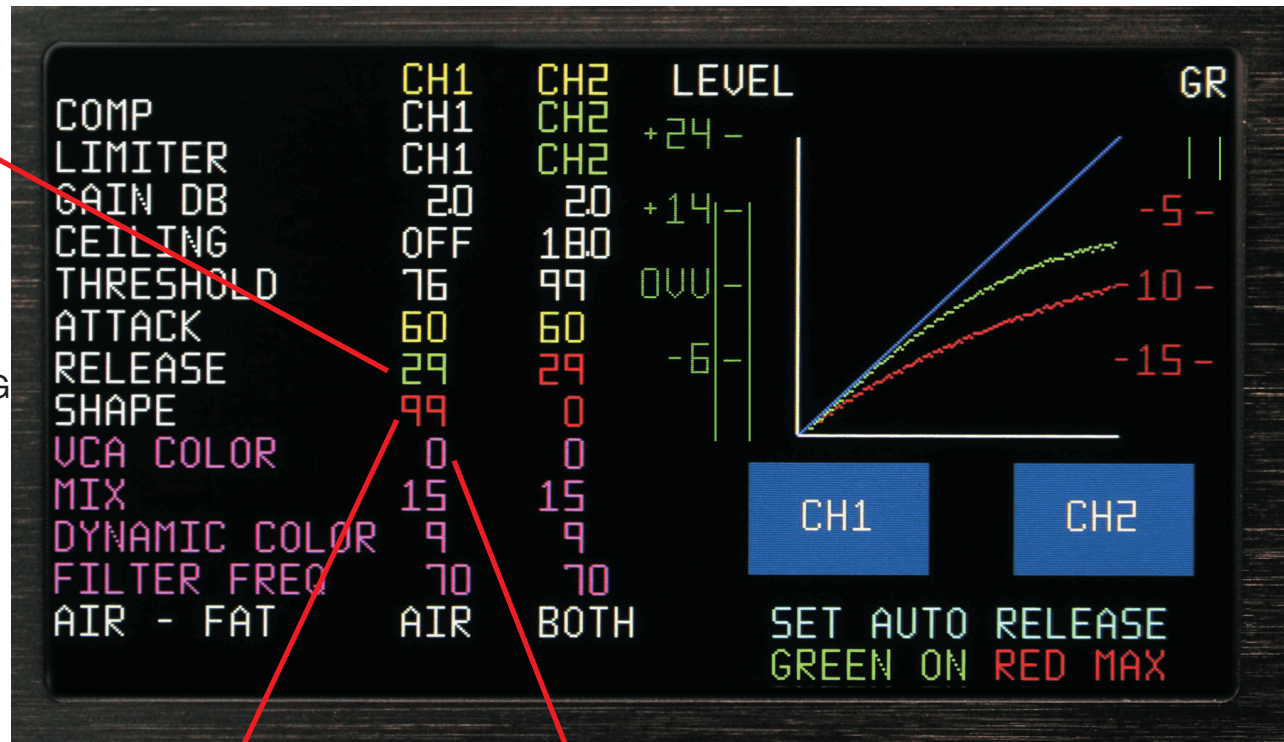 CH1 CH2 LEVEL GR
COMP CH1 CH2
LIMITER CH1 CH2
GAIN DB 2.0 2.0
CEILING OFF 18.0
THRESHOLD 76 99
ATTACK 60 60
RELEASE 29 29
SHAPE 99 0
VCA COLOR 0 0
MIX 15 15
DYNAMIC COLOR 9 9
FILTER FREQ 70 70
AIR - FAT AIR BOTH
+24 -
+14 -
0VU -
-6 -
-5 -
-10 -
-15 -
CH1 CH2
SET AUTO RELEASE
GREEN ON RED MAX
G